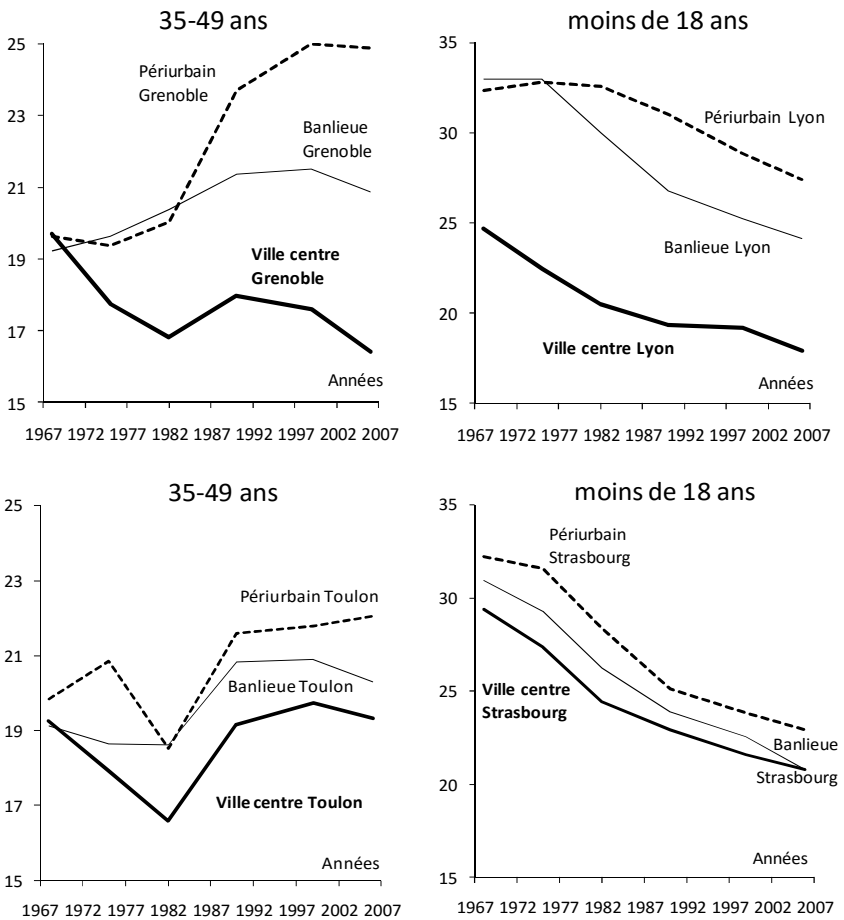 35-49 ans
25
23
21
19
17
15
Périurbain
Grenoble
Banlieue
Grenoble
Ville centre
Grenoble
Années
1967 1972 1977 1982 1987 1992 1997 2002 2007
moins de 18 ans
35
30
25
20
15
Périurbain Lyon
Banlieue Lyon
Ville centre Lyon
Années
1967 1972 1977 1982 1987 1992 1997 2002 2007
35-49 ans
25
23
21
19
17
15
Périurbain Toulon
Banlieue Toulon
Ville centre Toulon
Années
1967 1972 1977 1982 1987 1992 1997 2002 2007
moins de 18 ans
35
30
25
20
15
Périurbain
Strasbourg
Ville centre
Strasbourg
Banlieue
Strasbourg
Années
1967 1972 1977 1982 1987 1992 1997 2002 2007